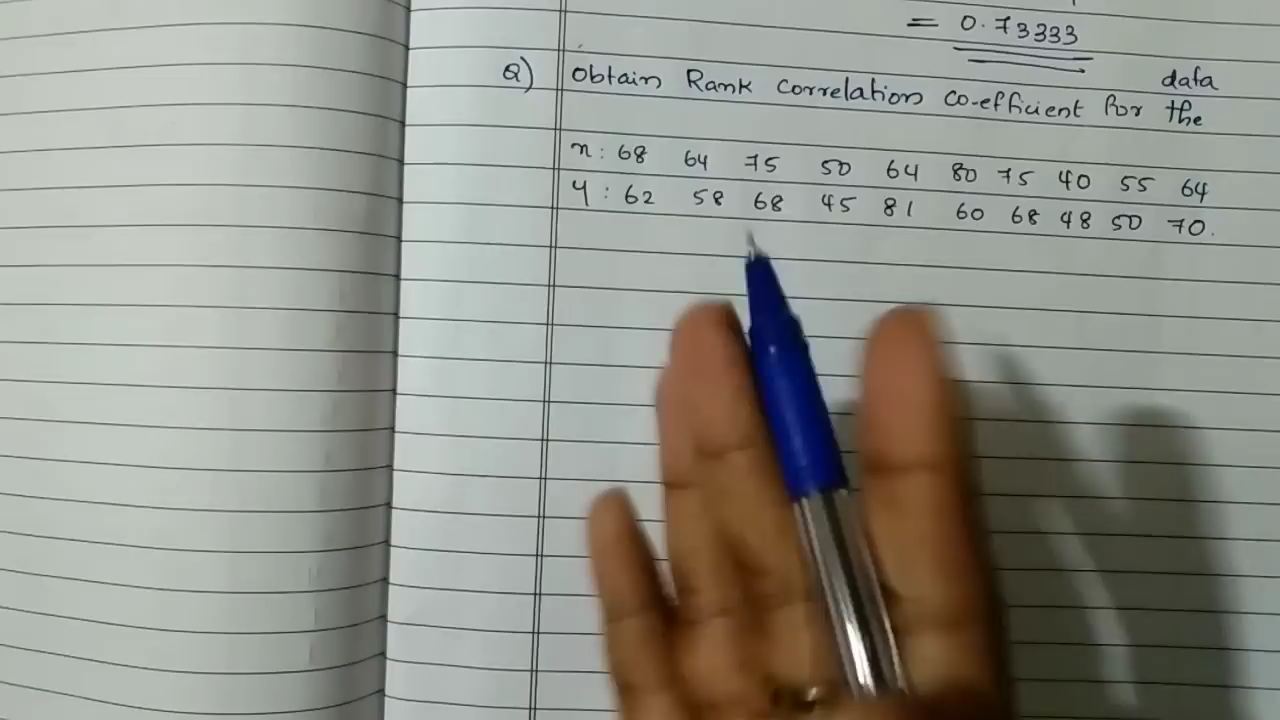 = 0.73333
Q) Obtain Rank Correlation co-efficient for the data
x : 68 64 75 50 64 80 75 40 55 64
y : 62 58 68 45 81 60 68 48 50 70.